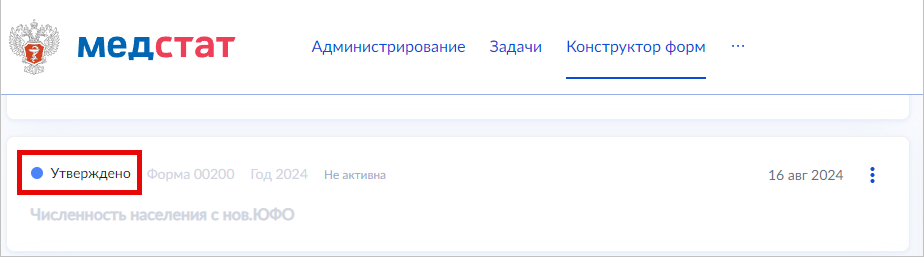 медстат
Администрирование Задачи Конструктор форм ...
Утверждено Форма 00200 Год 2024 Не активна 16 авг 2024
Численность населения с нов.ЮФО